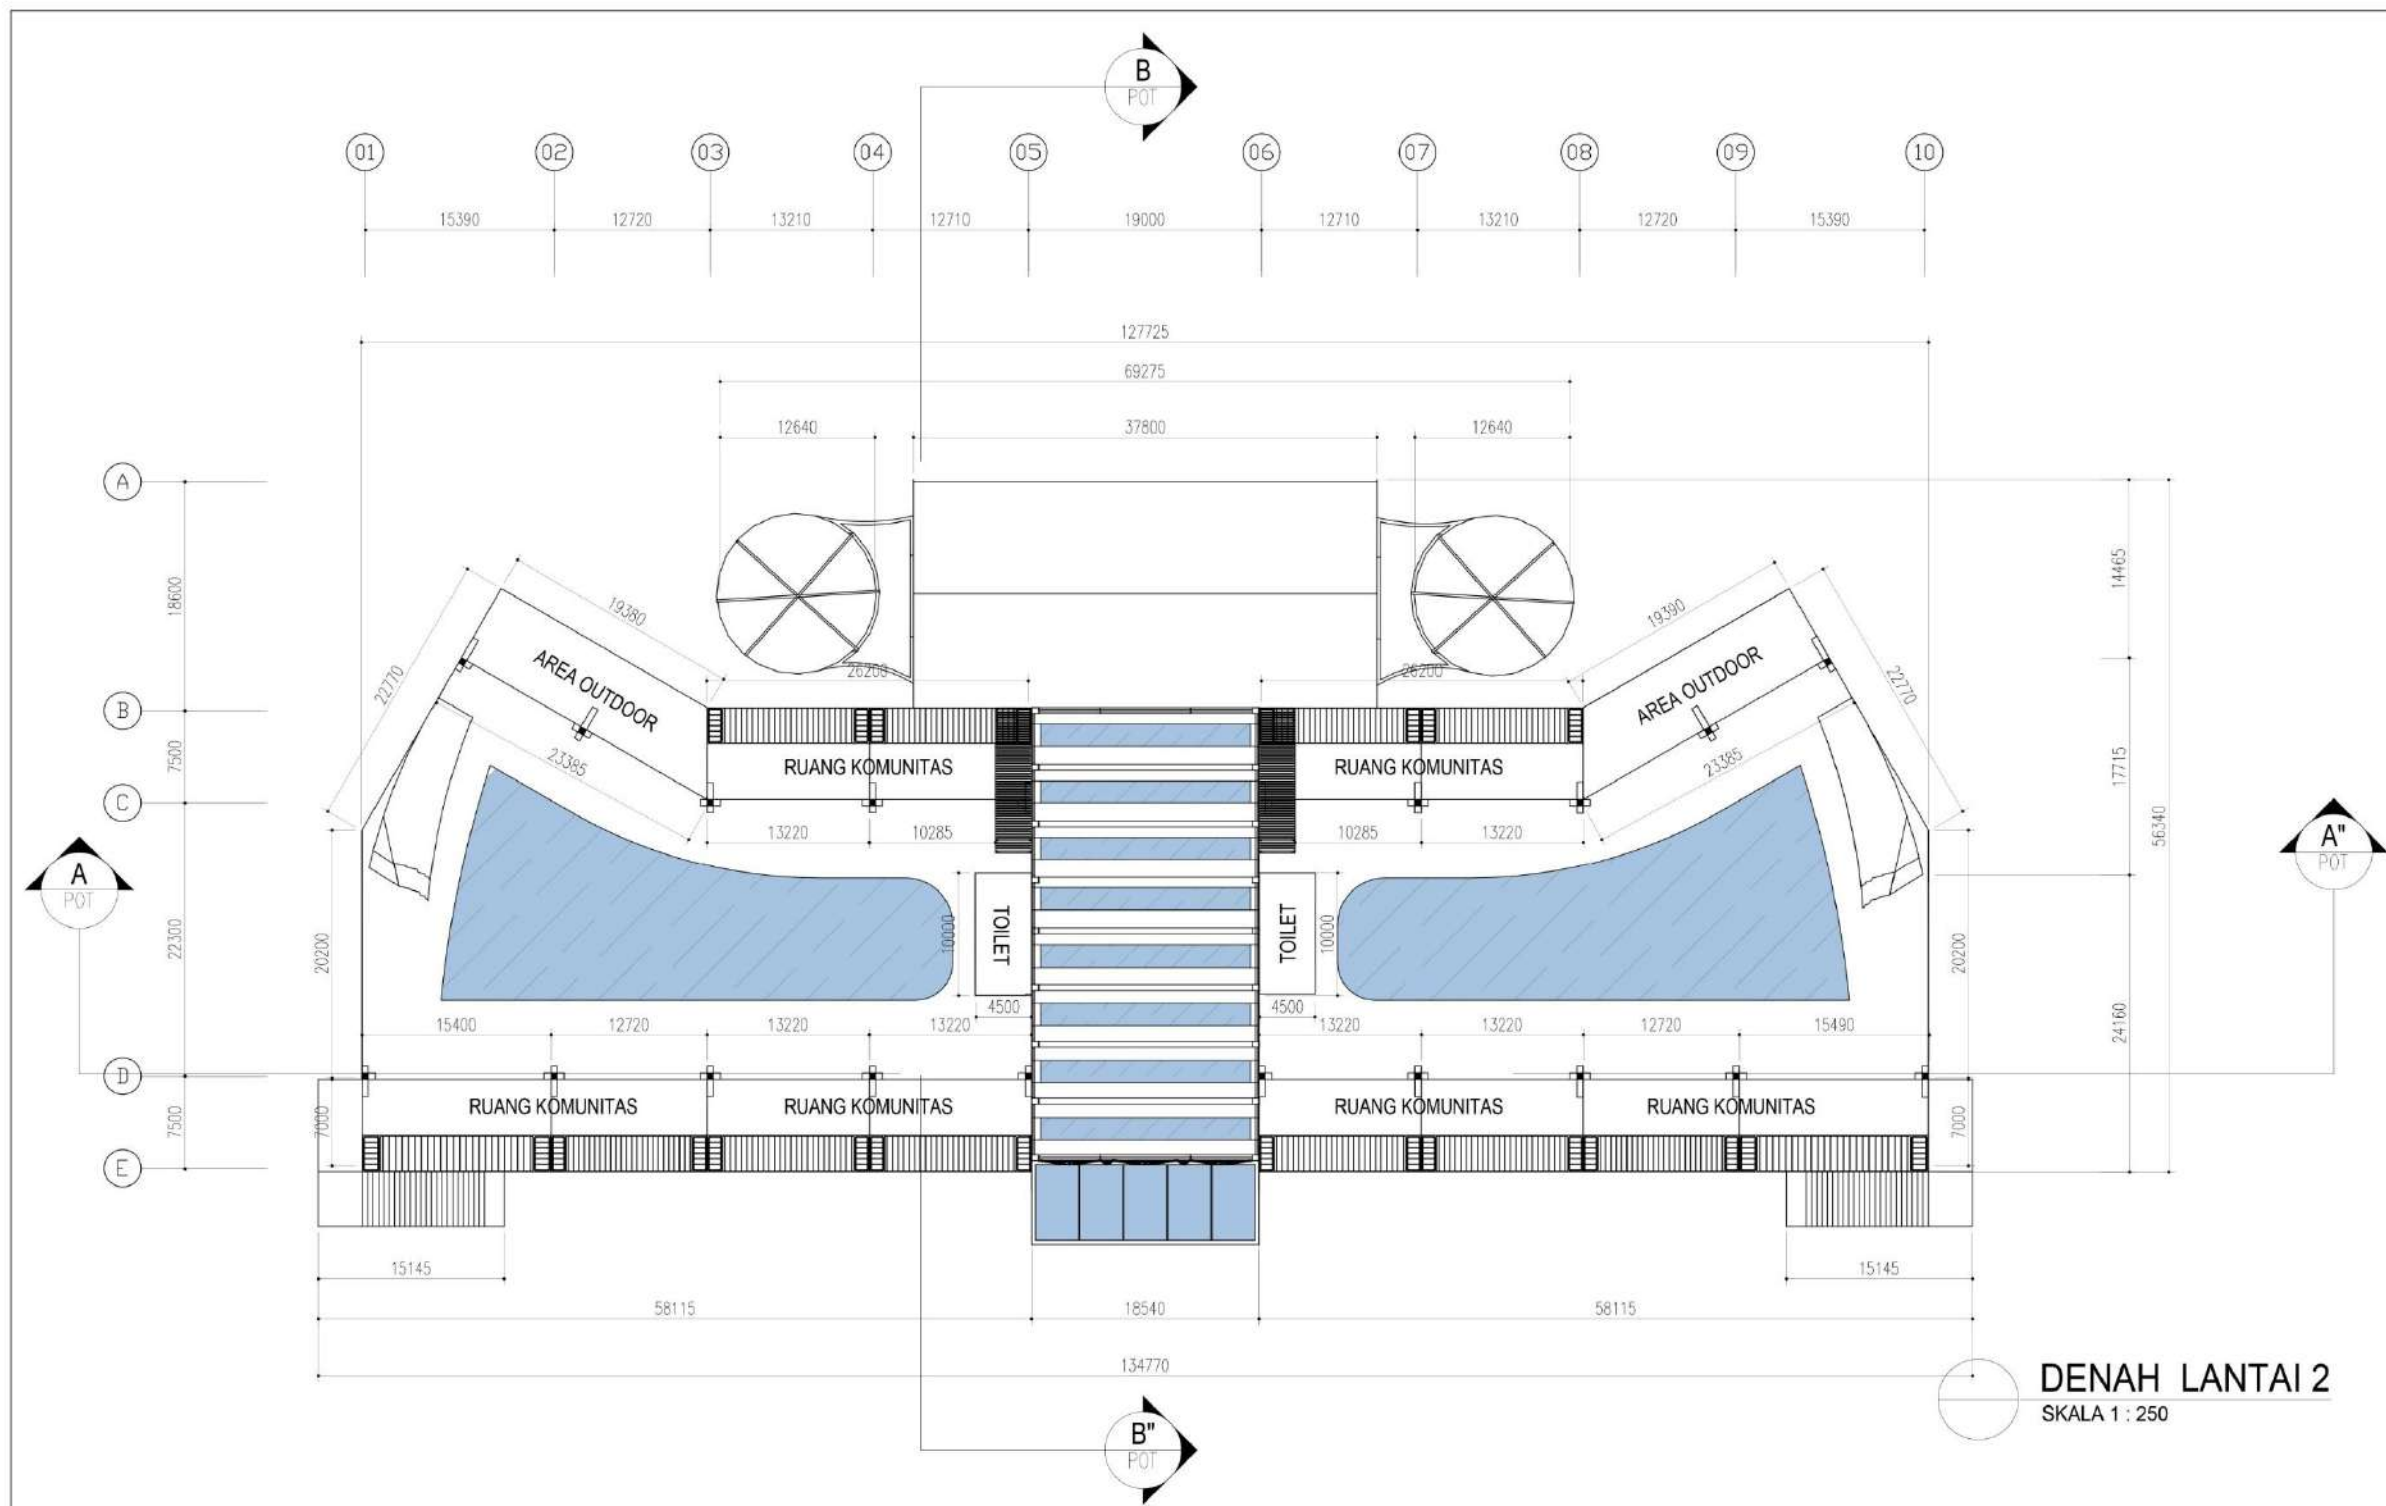 B
POT
01 02 03 04 05 06 07 08 09 10
15390 12720 13210 12710 19000 12710 13210 12720 15390
127725
69275
12640 37800 12640
A
18600
14465
19380
19390
22770
AREA OUTDOOR
26200
26200
AREA OUTDOOR
22770
B
7500
23385
RUANG KOMUNITAS
RUANG KOMUNITAS
23385
17715
C
13220 10285 10285 13220
56340
A
POT
A"
POT
22300
20200
10000
TOILET
TOILET
10000
20200
4500 4500
15400 12720 13220 13220 13220 13220 12720 15490
24160
D
RUANG KOMUNITAS RUANG KOMUNITAS RUANG KOMUNITAS RUANG KOMUNITAS
7500
7000
7000
E
15145 15145
58115 18540 58115
134770
DENAH LANTAI 2
SKALA 1 : 250
B"
POT